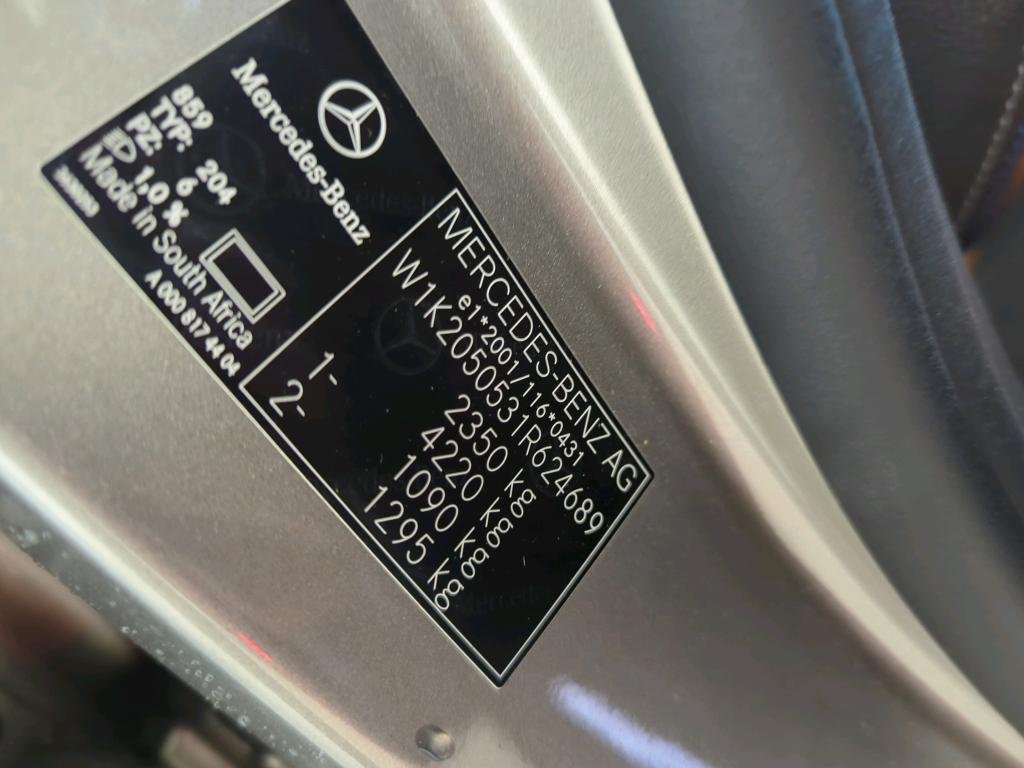 Mercedes-Benz
MERCEDES-BENZ AG
e1*2001/116*0431
W1K2050531R624689
2350 kg
4220 kg
1- 1090 kg
2- 1295 kg
859
TYP: 204
PZ: 6
1,0 %
Made in South Africa
A 000 817 44 04